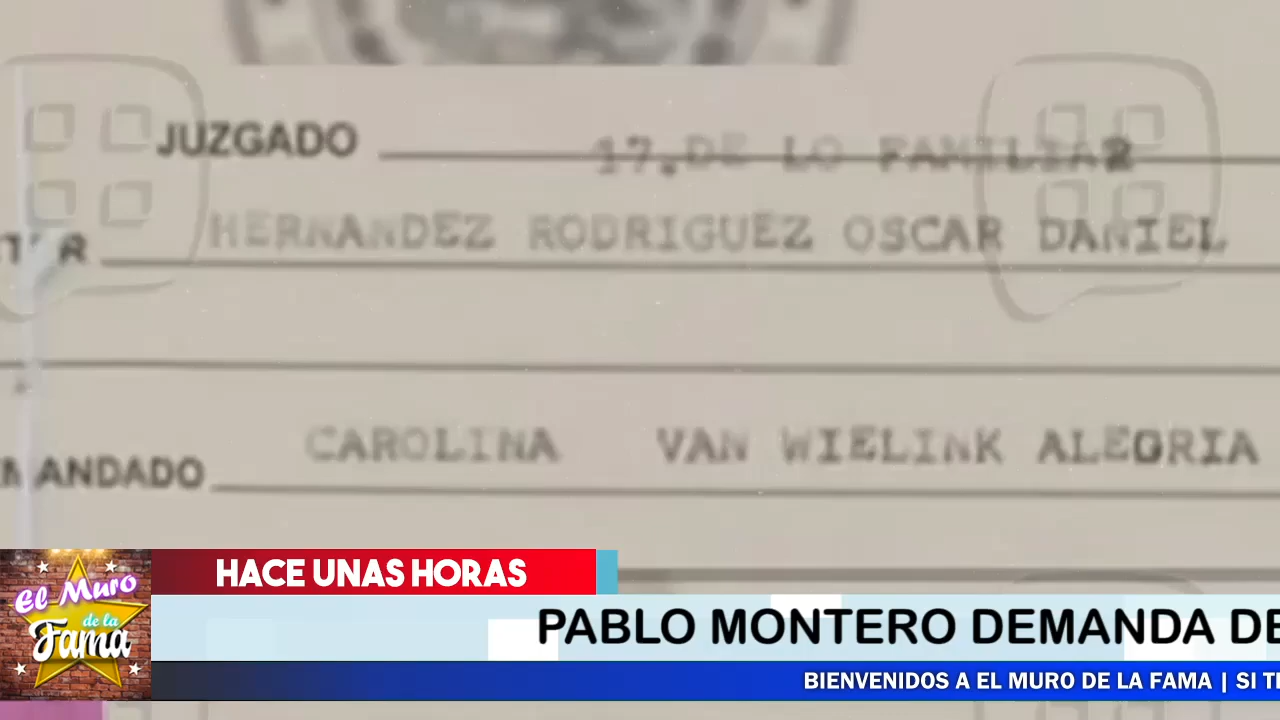 JUZGADO 17. DE LO FAMILIAR
HERNANDEZ RODRIGUEZ OSCAR DANIEL
CAROLINA VAN WIELINK ALEGRIA
MANDADO
HACE UNAS HORAS
El Muro
de la
Fama
PABLO MONTERO DEMANDA DE
BIENVENIDOS A EL MURO DE LA FAMA | SI